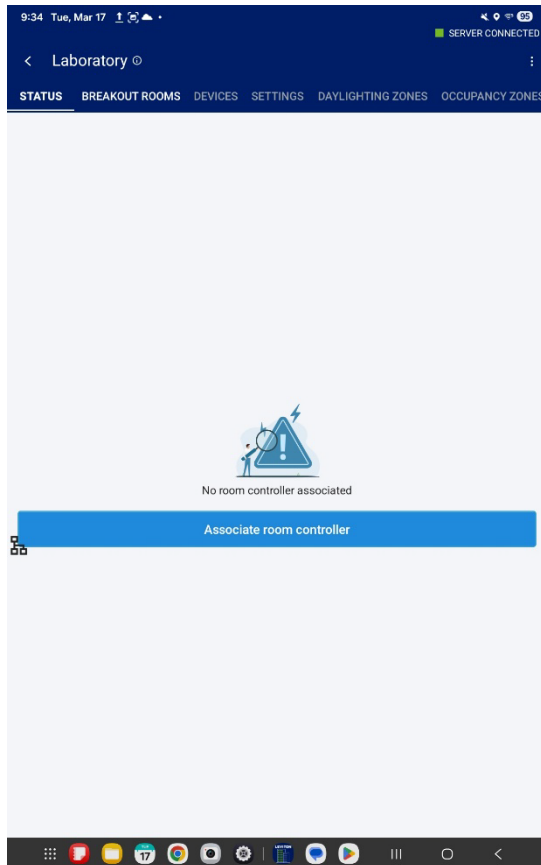 9:34 Tue, Mar 17 95
SERVER CONNECTED
Laboratory
STATUS BREAKOUT ROOMS DEVICES SETTINGS DAYLIGHTING ZONES OCCUPANCY ZONES
No room controller associated
Associate room controller
17